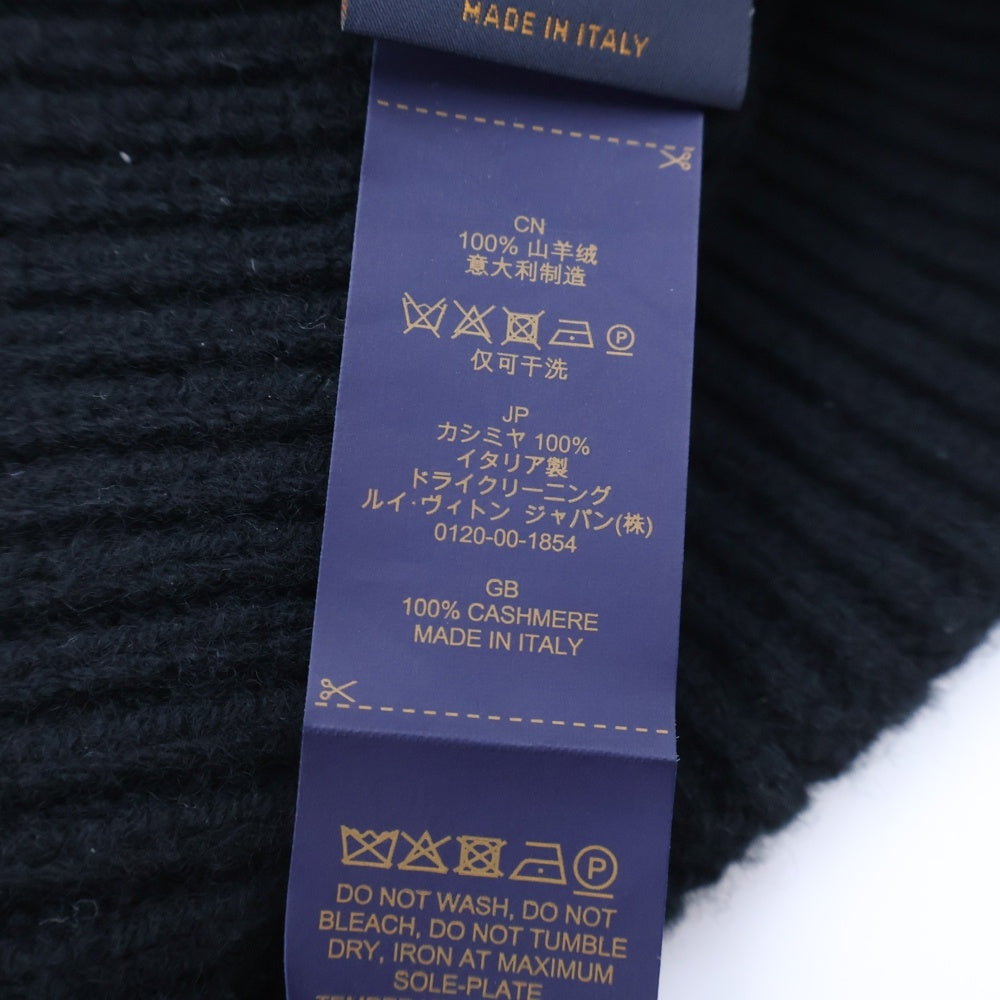 MADE IN ITALY
CN
100% 山羊绒
意大利制造
P
仅可干洗
JP
カシミヤ 100%
イタリア製
ドライクリーニング
ルイ・ヴィトン ジャパン(株)
0120-00-1854
GB
100% CASHMERE
MADE IN ITALY
P
DO NOT WASH, DO NOT
BLEACH, DO NOT TUMBLE
DRY, IRON AT MAXIMUM
SOLE-PLATE